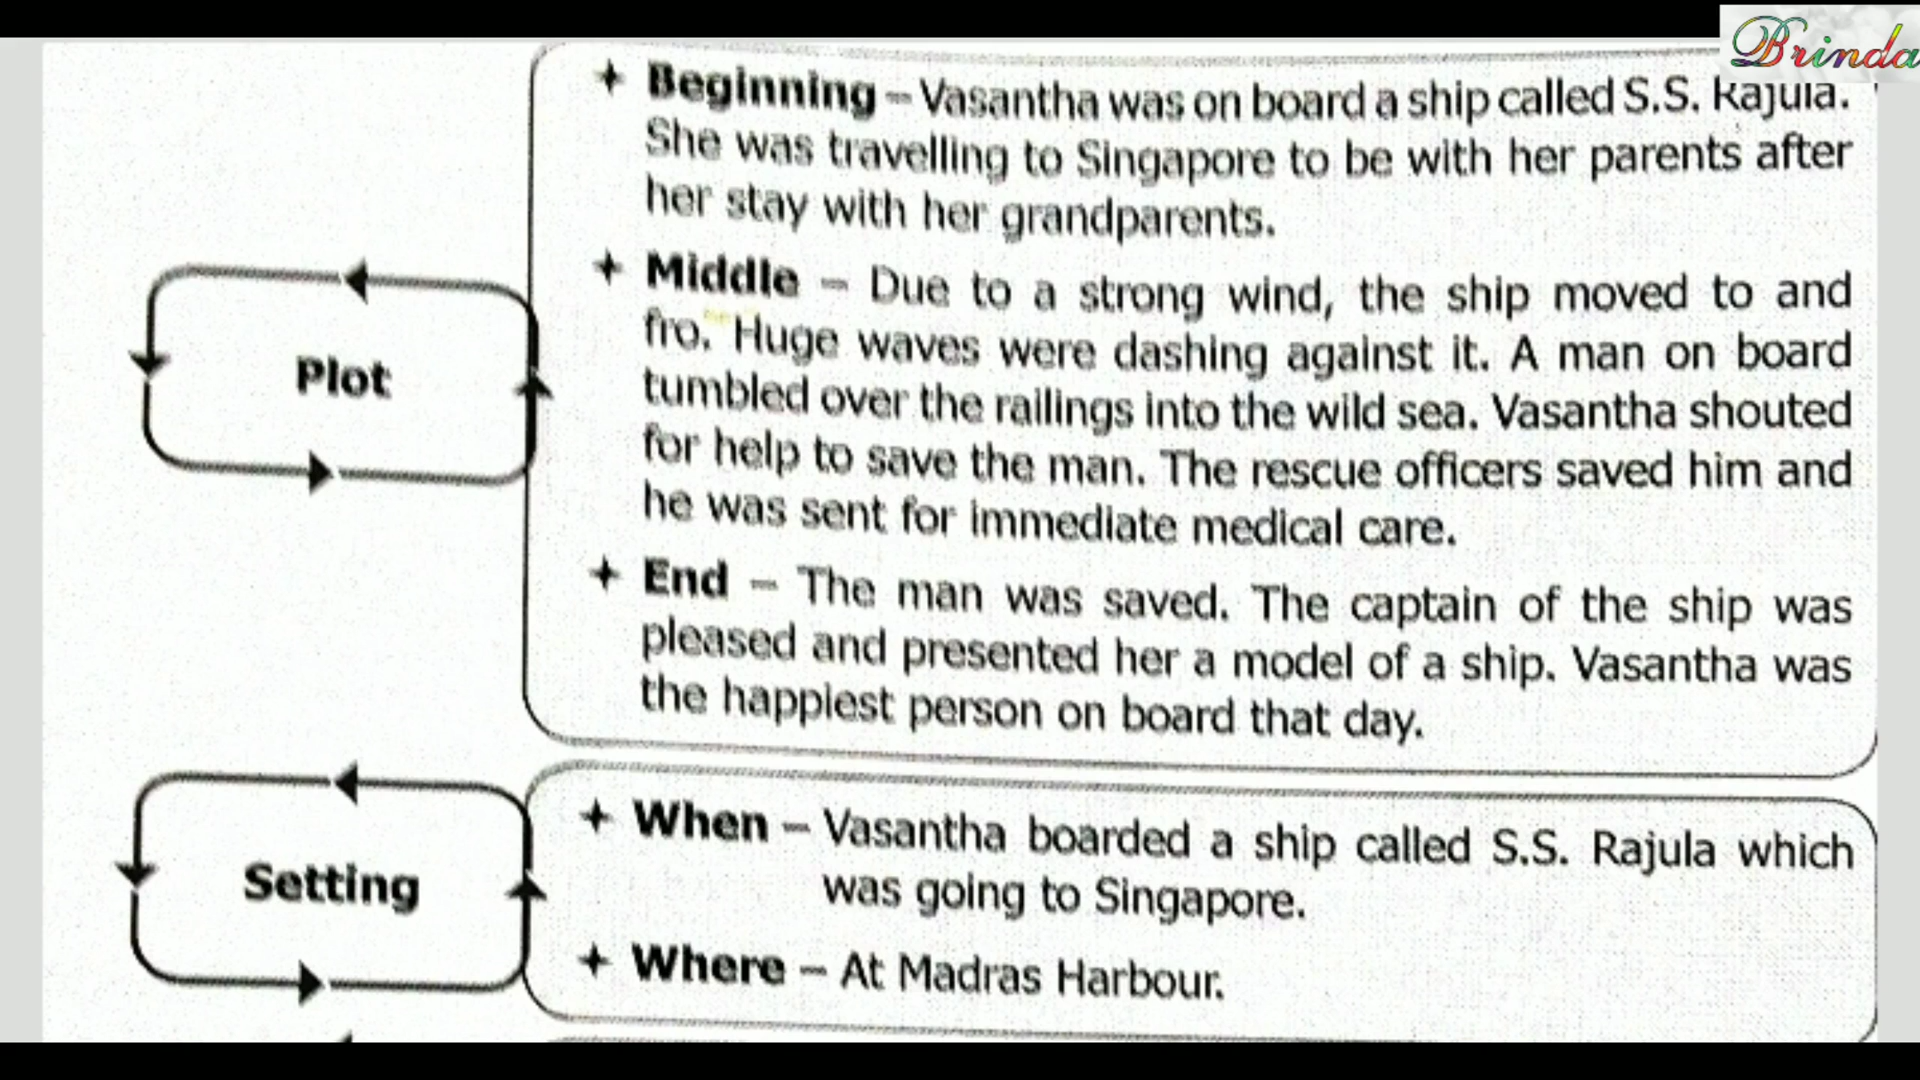 Brinda
✦ Beginning – Vasantha was on board a ship called S.S. Rajula.
She was travelling to Singapore to be with her parents after
her stay with her grandparents.
✦ Middle – Due to a strong wind, the ship moved to and
fro. Huge waves were dashing against it. A man on board
tumbled over the railings into the wild sea. Vasantha shouted
for help to save the man. The rescue officers saved him and
he was sent for immediate medical care.
Plot
✦ End – The man was saved. The captain of the ship was
pleased and presented her a model of a ship. Vasantha was
the happiest person on board that day.
✦ When – Vasantha boarded a ship called S.S. Rajula which
was going to Singapore.
Setting
✦ Where – At Madras Harbour.